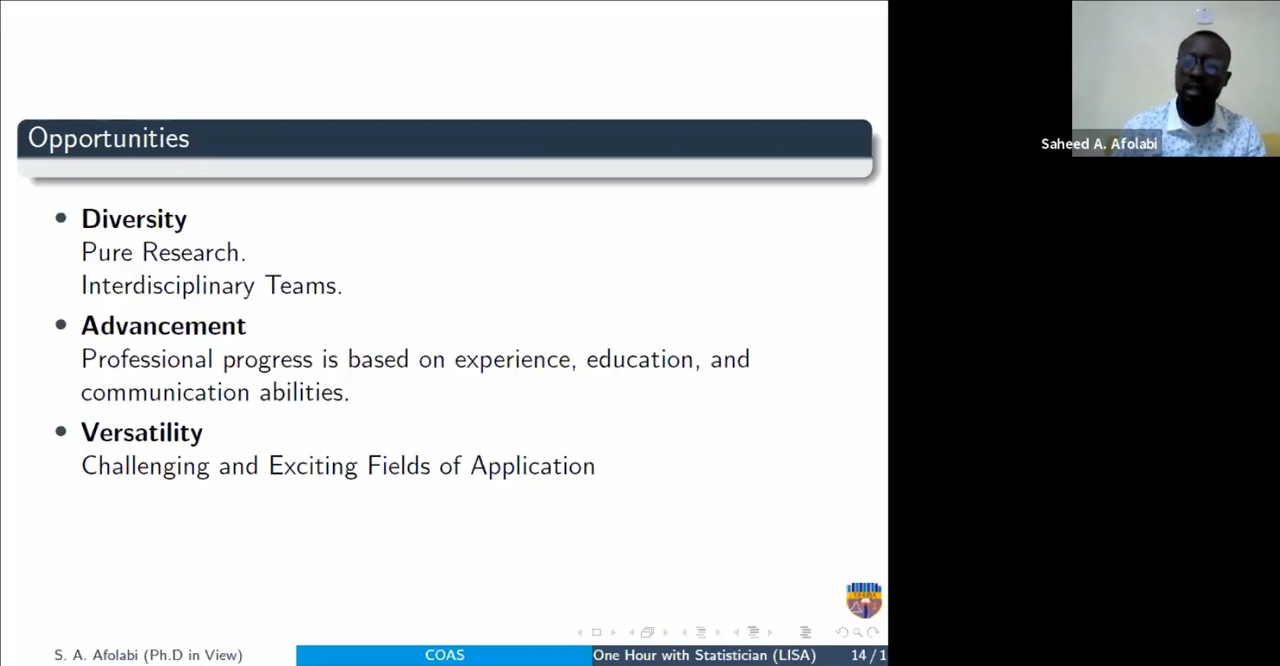 Opportunities
Saheed A. Afolabi
• Diversity
Pure Research.
Interdisciplinary Teams.
• Advancement
Professional progress is based on experience, education, and
communication abilities.
• Versatility
Challenging and Exciting Fields of Application
S. A. Afolabi (Ph.D in View)
COAS
One Hour with Statistician (LISA)
14 / 1